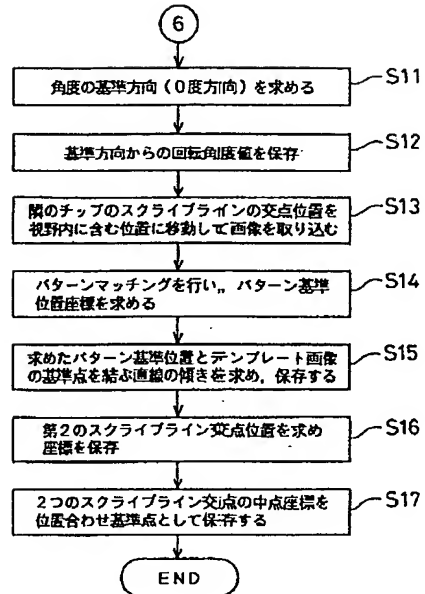 6
角度の基準方向（0度方向）を求める
S11
基準方向からの回転角度値を保存
S12
隣のチップのスクライブラインの交点位置を
視野内に含む位置に移動して画像を取り込む
S13
パターンマッチングを行い，パターン基準
位置座標を求める
S14
求めたパターン基準位置とテンプレート画像
の基準点を結ぶ直線の傾きを求め，保存する
S15
第2のスクライブライン交点位置を求め
座標を保存
S16
2つのスクライブライン交点の中点座標を
位置合わせ基準点として保存する
S17
END